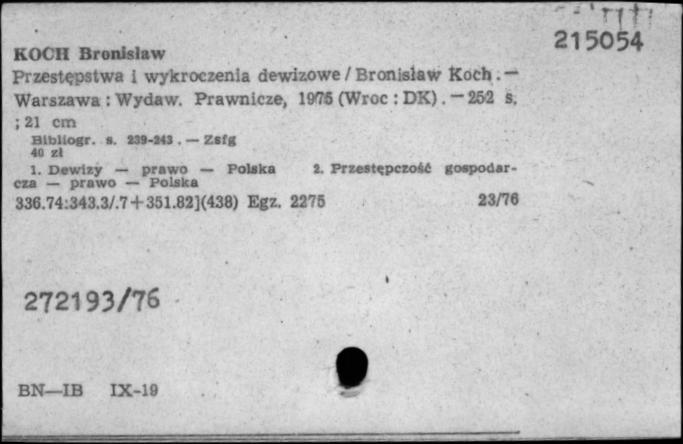 215054
KOCH Bronisław
Przestępstwa i wykroczenia dewizowe / Bronisław Koch. —
Warszawa : Wydaw. Prawnicze, 1975 (Wroc : DK). — 252 s.
; 21 cm
Bibliogr. s. 239-243. — Zsfg
40 zł
1. Dewizy — prawo — Polska 2. Przestępczość gospodar-
cza — prawo — Polska
336.74:343.3/.7+351.82](438) Egz. 2275 23/76
272193/76
BN—IB IX-19